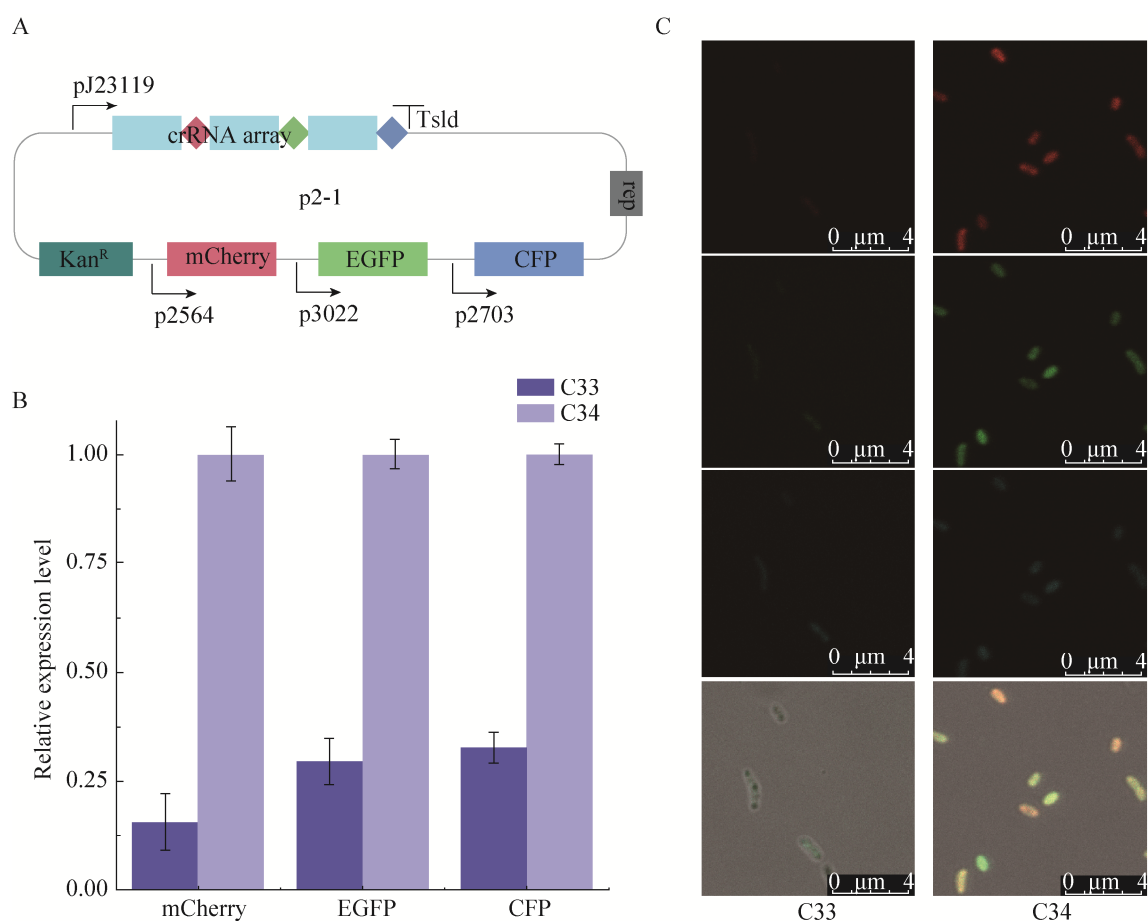 A
pJ23119
crRNA array
Tsld
p2-1
rep
Kanᴿ
mCherry
EGFP
CFP
p2564
p3022
p2703
B
C33
C34
Relative expression level
1.00
0.75
0.50
0.25
0.00
mCherry
EGFP
CFP
C
0 μm 4
0 μm 4
0 μm 4
0 μm 4
0 μm 4
0 μm 4
0 μm 4
0 μm 4
C33
C34